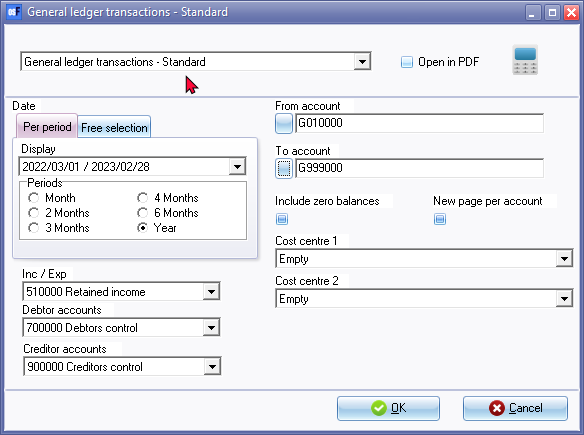 General ledger transactions - Standard
General ledger transactions - Standard
Open in PDF
Date
Per period
Free selection
Display
2022/03/01 / 2023/02/28
Periods
Month
4 Months
2 Months
6 Months
3 Months
Year
Inc / Exp
510000 Retained income
Debtor accounts
700000 Debtors control
Creditor accounts
900000 Creditors control
From account
G010000
To account
G999000
Include zero balances
New page per account
Cost centre 1
Empty
Cost centre 2
Empty
OK
Cancel